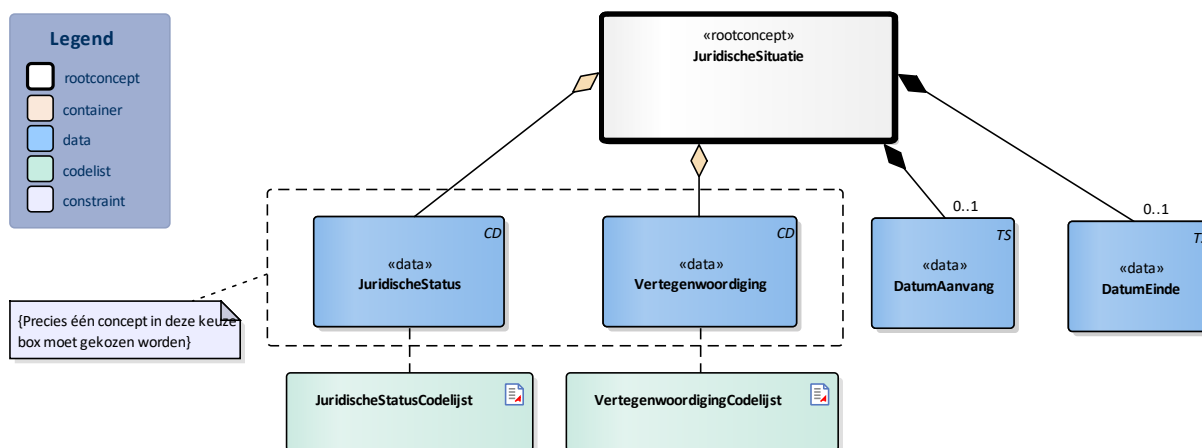 Legend
rootconcept
container
data
codelist
constraint
«rootconcept»
JuridischeSituatie
CD
«data»
JuridischeStatus
CD
«data»
Vertegenwoordiging
0..1
TS
«data»
DatumAanvang
0..1
«data»
DatumEinde
{Precies één concept in deze keuze
box moet gekozen worden}
JuridischeStatusCodelijst
VertegenwoordigingCodelijst